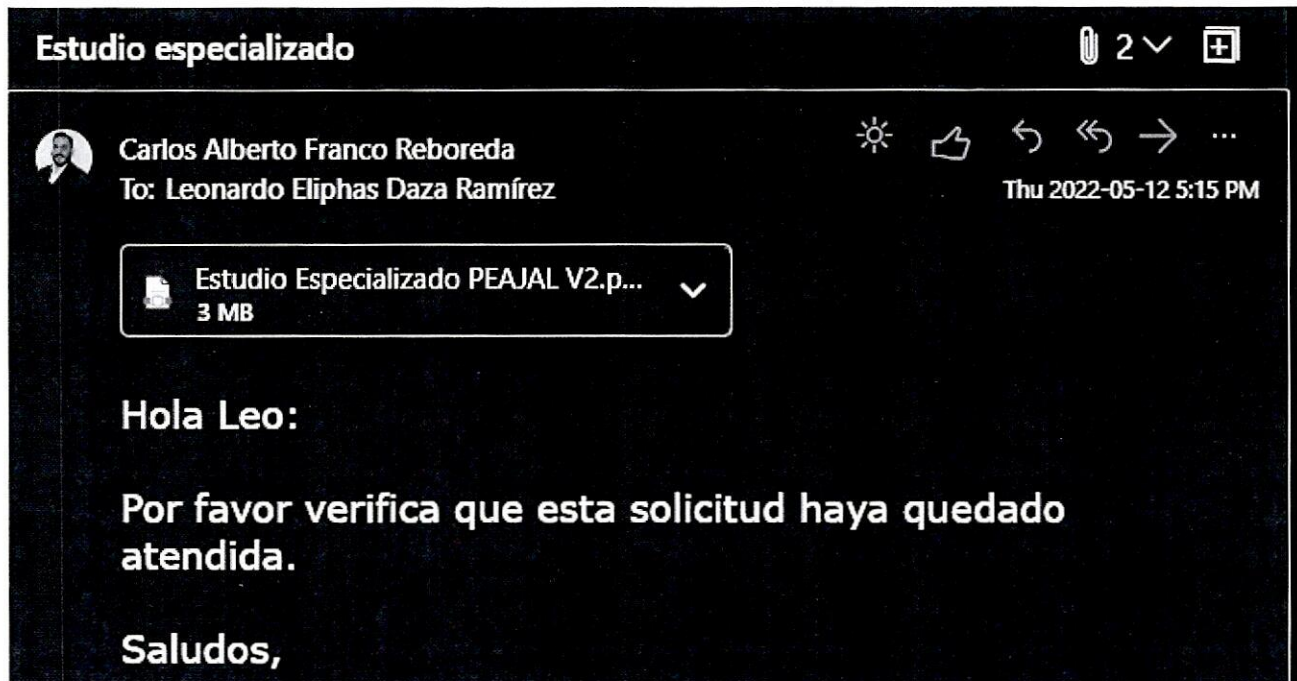 Estudio especializado
2
Carlos Alberto Franco Reboreda
To: Leonardo Eliphas Daza Ramírez
Thu 2022-05-12 5:15 PM
Estudio Especializado PEAJAL V2.p...
3 MB
Hola Leo:
Por favor verifica que esta solicitud haya quedado
atendida.
Saludos,